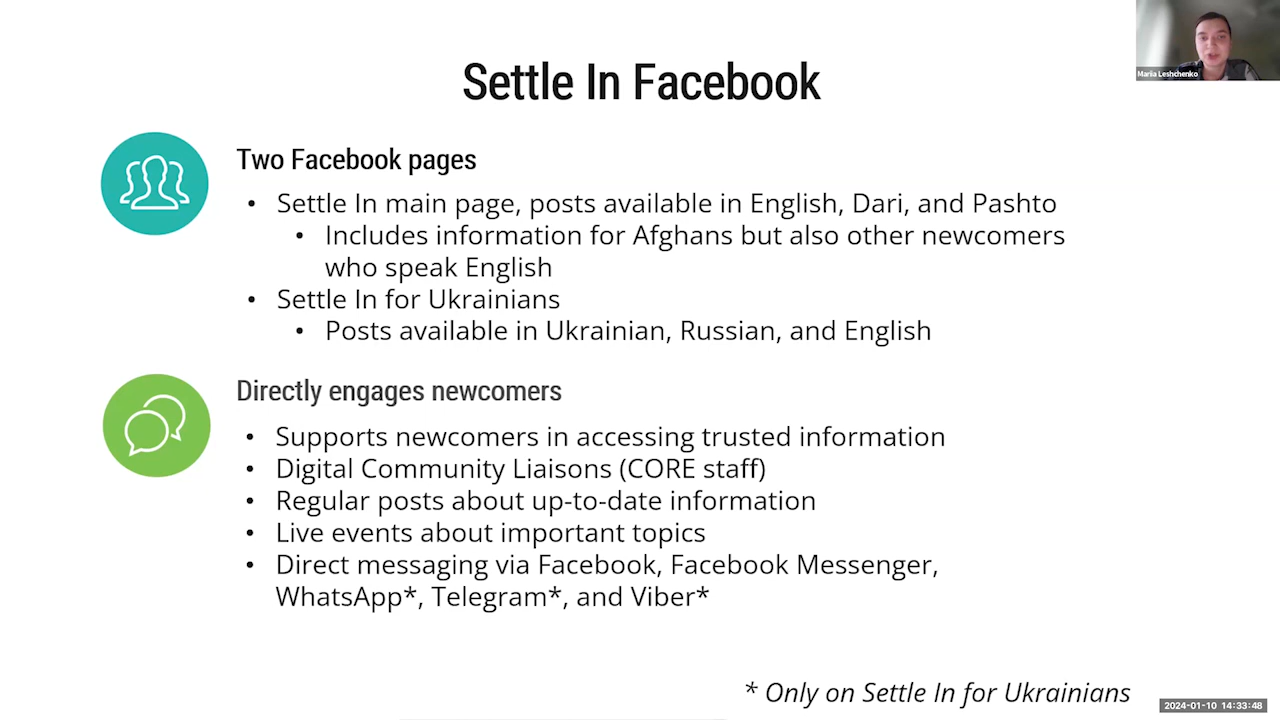 Settle In Facebook
Mariia Leshchenko
Two Facebook pages
• Settle In main page, posts available in English, Dari, and Pashto
• Includes information for Afghans but also other newcomers
who speak English
• Settle In for Ukrainians
• Posts available in Ukrainian, Russian, and English
Directly engages newcomers
• Supports newcomers in accessing trusted information
• Digital Community Liaisons (CORE staff)
• Regular posts about up-to-date information
• Live events about important topics
• Direct messaging via Facebook, Facebook Messenger,
WhatsApp*, Telegram*, and Viber*
* Only on Settle In for Ukrainians
2024-01-10 14:33:48